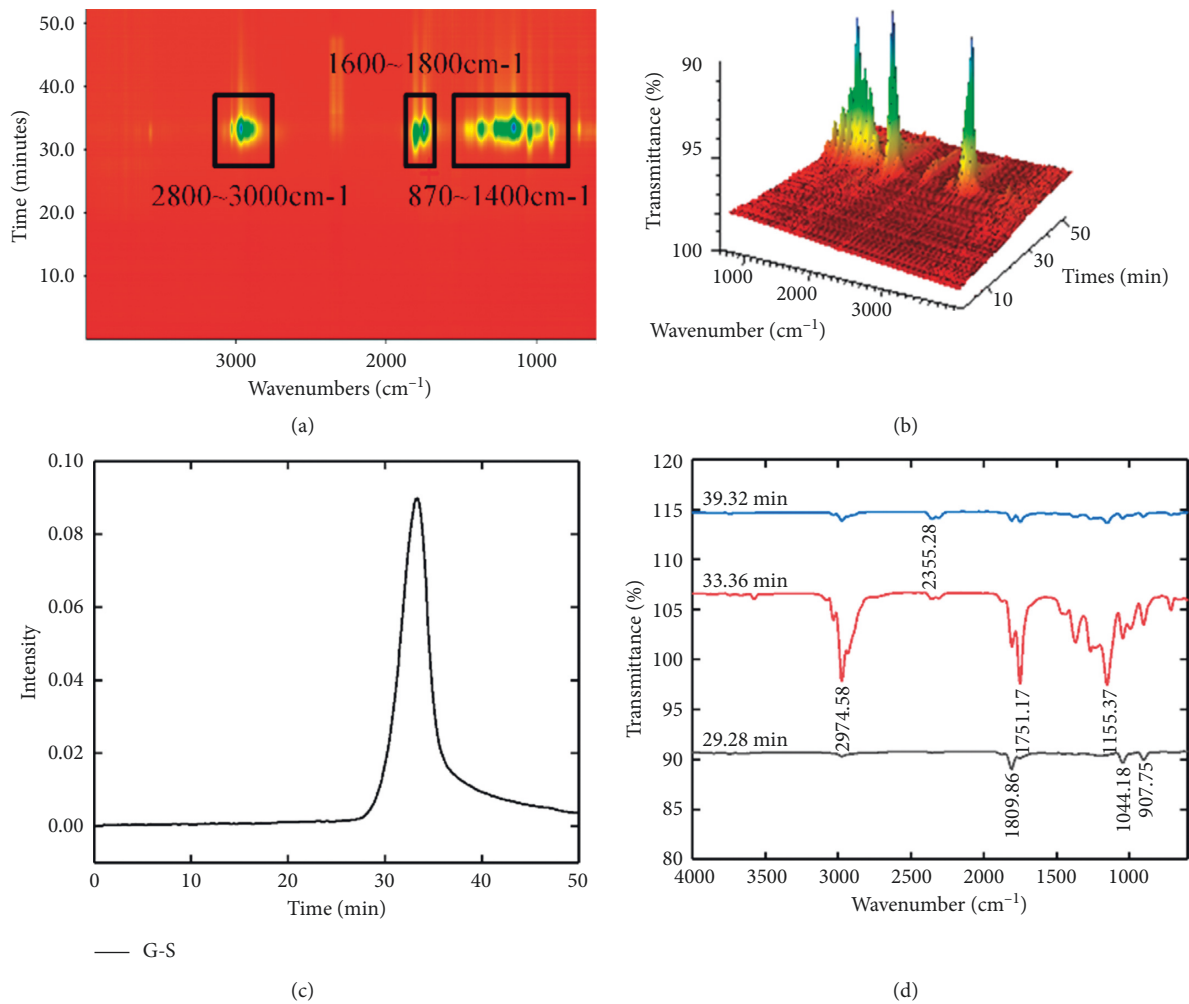 50.0
40.0
30.0
20.0
10.0
Time (minutes)
1600~1800cm-1
2800~3000cm-1
870~1400cm-1
3000
2000
1000
Wavenumbers (cm−1)
(a)
90
95
100
Transmittance (%)
1000
2000
3000
Wavenumber (cm−1)
10
30
50
Times (min)
(b)
0.10
0.08
0.06
0.04
0.02
0.00
Intensity
0
10
20
30
40
50
Time (min)
G-S
(c)
120
115
110
105
100
95
90
85
80
Transmittance (%)
39.32 min
2355.28
33.36 min
2974.58
1751.17
1155.37
29.28 min
1809.86
1044.18
907.75
4000
3500
3000
2500
2000
1500
1000
Wavenumber (cm−1)
(d)